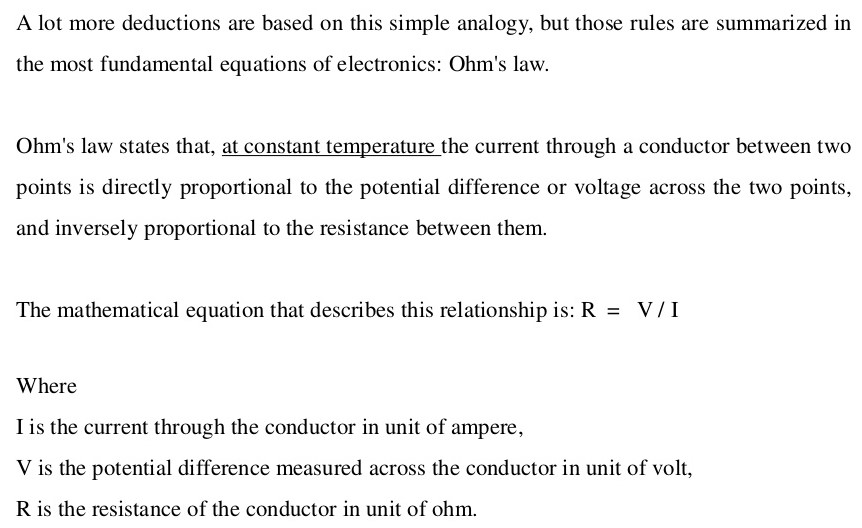 A lot more deductions are based on this simple analogy, but those rules are summarized in
the most fundamental equations of electronics: Ohm's law.
Ohm's law states that, at constant temperature the current through a conductor between two
points is directly proportional to the potential difference or voltage across the two points,
and inversely proportional to the resistance between them.
The mathematical equation that describes this relationship is: R = V / I
Where
I is the current through the conductor in unit of ampere,
V is the potential difference measured across the conductor in unit of volt,
R is the resistance of the conductor in unit of ohm.